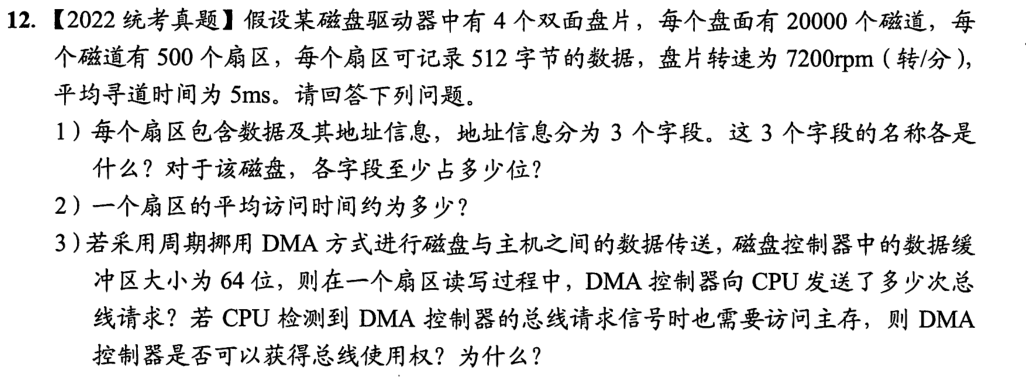 12.【2022 统考真题】假设某磁盘驱动器中有 4 个双面盘片，每个盘面有 20000 个磁道，每
个磁道有 500 个扇区，每个扇区可记录 512 字节的数据，盘片转速为 7200rpm（转/分），
平均寻道时间为 5ms。请回答下列问题。
1）每个扇区包含数据及其地址信息，地址信息分为 3 个字段。这 3 个字段的名称各是
什么？对于该磁盘，各字段至少占多少位？
2）一个扇区的平均访问时间约为多少？
3）若采用周期挪用 DMA 方式进行磁盘与主机之间的数据传送，磁盘控制器中的数据缓
冲区大小为 64 位，则在一个扇区读写过程中，DMA 控制器向 CPU 发送了多少次总
线请求？若 CPU 检测到 DMA 控制器的总线请求信号时也需要访问主存，则 DMA
控制器是否可以获得总线使用权？为什么？